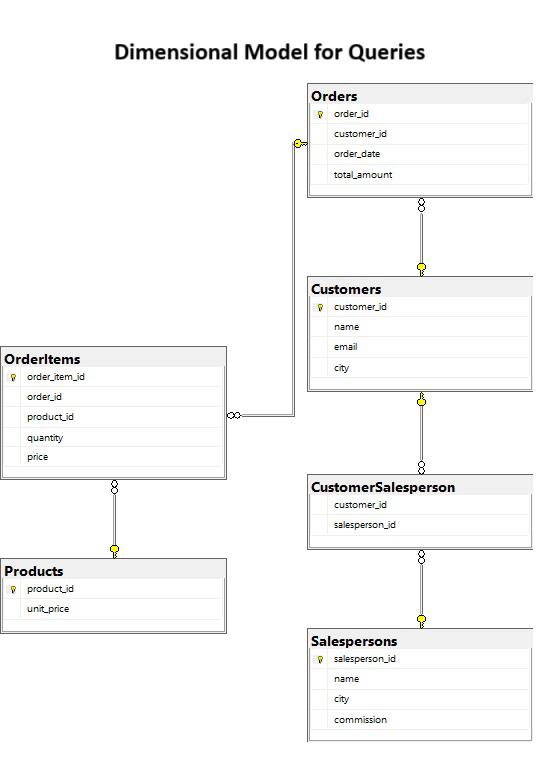 Dimensional Model for Queries
Orders
order_id
customer_id
order_date
total_amount
Customers
customer_id
name
email
city
OrderItems
order_item_id
order_id
product_id
quantity
price
CustomerSalesperson
customer_id
salesperson_id
Products
product_id
unit_price
Salespersons
salesperson_id
name
city
commission